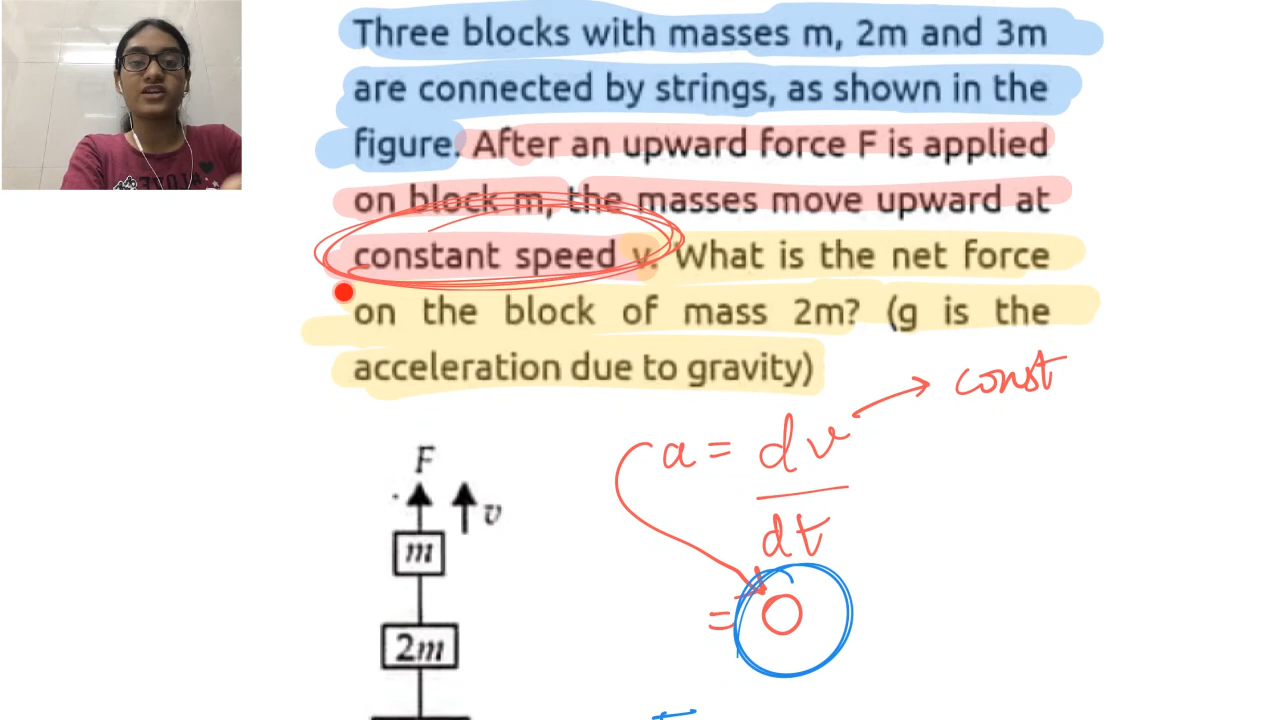 Three blocks with masses m, 2m and 3m
are connected by strings, as shown in the
figure. After an upward force F is applied
on block m, the masses move upward at
constant speed v. What is the net force
on the block of mass 2m? (g is the
acceleration due to gravity)
a = dv → const
dt
= 0
F
v
m
2m